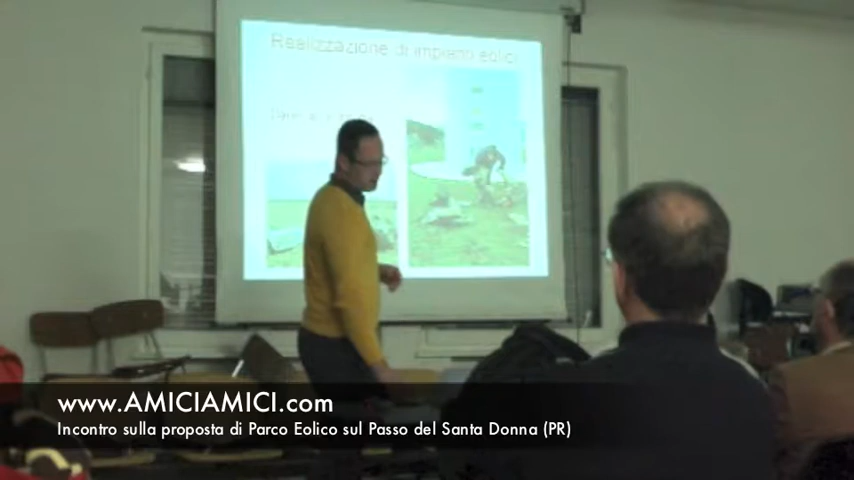 Realizzazione di impianti eolici
www.AMICIAMICI.com
Incontro sulla proposta di Parco Eolico sul Passo del Santa Donna (PR)